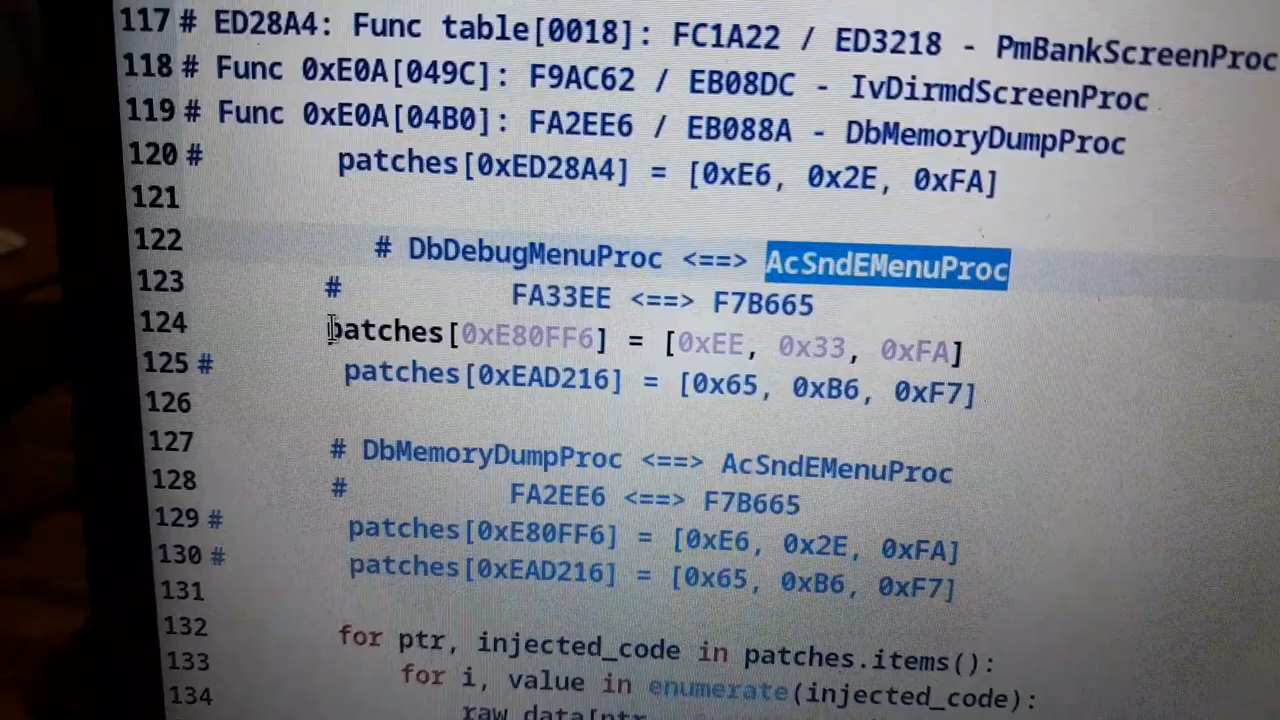 117 # ED28A4: Func table[0018]: FC1A22 / ED3218 - PmBankScreenProc
118 # Func 0xE0A[049C]: F9AC62 / EB08DC - IvDirmdScreenProc
119 # Func 0xE0A[04B0]: FA2EE6 / EB088A - DbMemoryDumpProc
120 # patches[0xED28A4] = [0xE6, 0x2E, 0xFA]
121
122 # DbDebugMenuProc <==> AcSndEMenuProc
123 # FA33EE <==> F7B665
124 patches[0xE80FF6] = [0xEE, 0x33, 0xFA]
125 # patches[0xEAD216] = [0x65, 0xB6, 0xF7]
126
127 # DbMemoryDumpProc <==> AcSndEMenuProc
128 # FA2EE6 <==> F7B665
129 # patches[0xE80FF6] = [0xE6, 0x2E, 0xFA]
130 # patches[0xEAD216] = [0x65, 0xB6, 0xF7]
131
132 for ptr, injected_code in patches.items():
133 for i, value in enumerate(injected_code):
134 raw_data[ptr